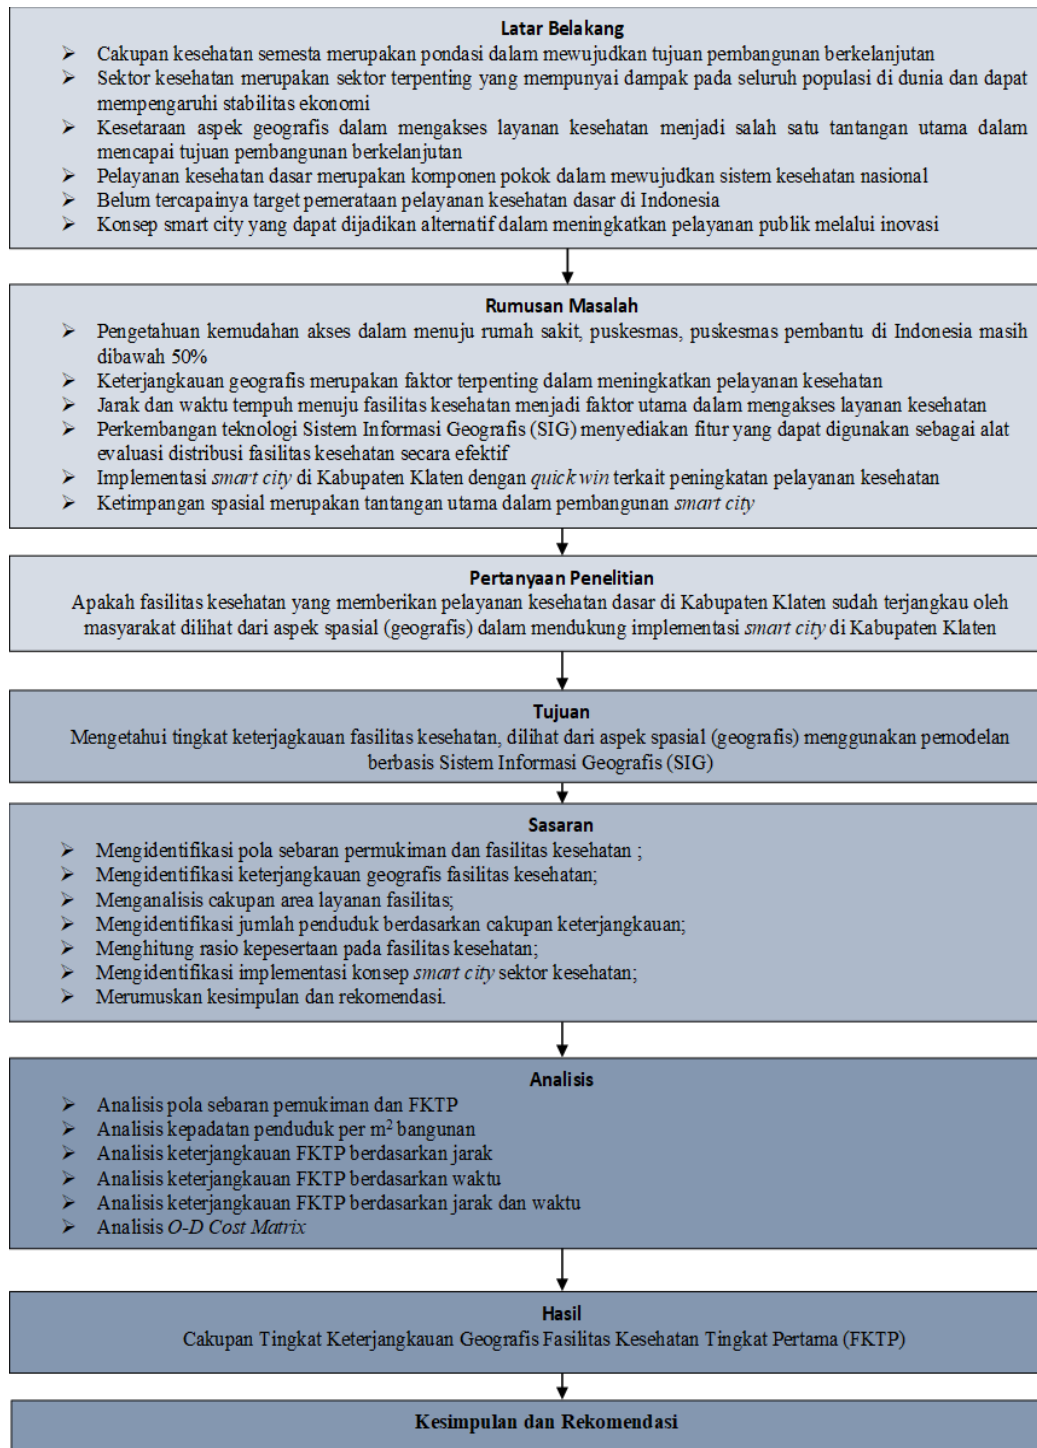 Latar Belakang
➤ Cakupan kesehatan semesta merupakan pondasi dalam mewujudkan tujuan pembangunan berkelanjutan
➤ Sektor kesehatan merupakan sektor terpenting yang mempunyai dampak pada seluruh populasi di dunia dan dapat
mempengaruhi stabilitas ekonomi
➤ Kesetaraan aspek geografis dalam mengakses layanan kesehatan menjadi salah satu tantangan utama dalam
mencapai tujuan pembangunan berkelanjutan
➤ Pelayanan kesehatan dasar merupakan komponen pokok dalam mewujudkan sistem kesehatan nasional
➤ Belum tercapainya target pemerataan pelayanan kesehatan dasar di Indonesia
➤ Konsep smart city yang dapat dijadikan alternatif dalam meningkatkan pelayanan publik melalui inovasi
Rumusan Masalah
➤ Pengetahuan kemudahan akses dalam menuju rumah sakit, puskesmas, puskesmas pembantu di Indonesia masih
dibawah 50%
➤ Keterjangkauan geografis merupakan faktor terpenting dalam meningkatkan pelayanan kesehatan
➤ Jarak dan waktu tempuh menuju fasilitas kesehatan menjadi faktor utama dalam mengakses layanan kesehatan
➤ Perkembangan teknologi Sistem Informasi Geografis (SIG) menyediakan fitur yang dapat digunakan sebagai alat
evaluasi distribusi fasilitas kesehatan secara efektif
➤ Implementasi smart city di Kabupaten Klaten dengan quick win terkait peningkatan pelayanan kesehatan
➤ Ketimpangan spasial merupakan tantangan utama dalam pembangunan smart city
Pertanyaan Penelitian
Apakah fasilitas kesehatan yang memberikan pelayanan kesehatan dasar di Kabupaten Klaten sudah terjangkau oleh
masyarakat dilihat dari aspek spasial (geografis) dalam mendukung implementasi smart city di Kabupaten Klaten
Tujuan
Mengetahui tingkat keterjagkauan fasilitas kesehatan, dilihat dari aspek spasial (geografis) menggunakan pemodelan
berbasis Sistem Informasi Geografis (SIG)
Sasaran
➤ Mengidentifikasi pola sebaran permukiman dan fasilitas kesehatan ;
➤ Mengidentifikasi keterjangkauan geografis fasilitas kesehatan;
➤ Menganalisis cakupan area layanan fasilitas;
➤ Mengidentifikasi jumlah penduduk berdasarkan cakupan keterjangkauan;
➤ Menghitung rasio kepesertaan pada fasilitas kesehatan;
➤ Mengidentifikasi implementasi konsep smart city sektor kesehatan;
➤ Merumuskan kesimpulan dan rekomendasi.
Analisis
➤ Analisis pola sebaran pemukiman dan FKTP
➤ Analisis kepadatan penduduk per m² bangunan
➤ Analisis keterjangkauan FKTP berdasarkan jarak
➤ Analisis keterjangkauan FKTP berdasarkan waktu
➤ Analisis keterjangkauan FKTP berdasarkan jarak dan waktu
➤ Analisis O-D Cost Matrix
Hasil
Cakupan Tingkat Keterjangkauan Geografis Fasilitas Kesehatan Tingkat Pertama (FKTP)
Kesimpulan dan Rekomendasi